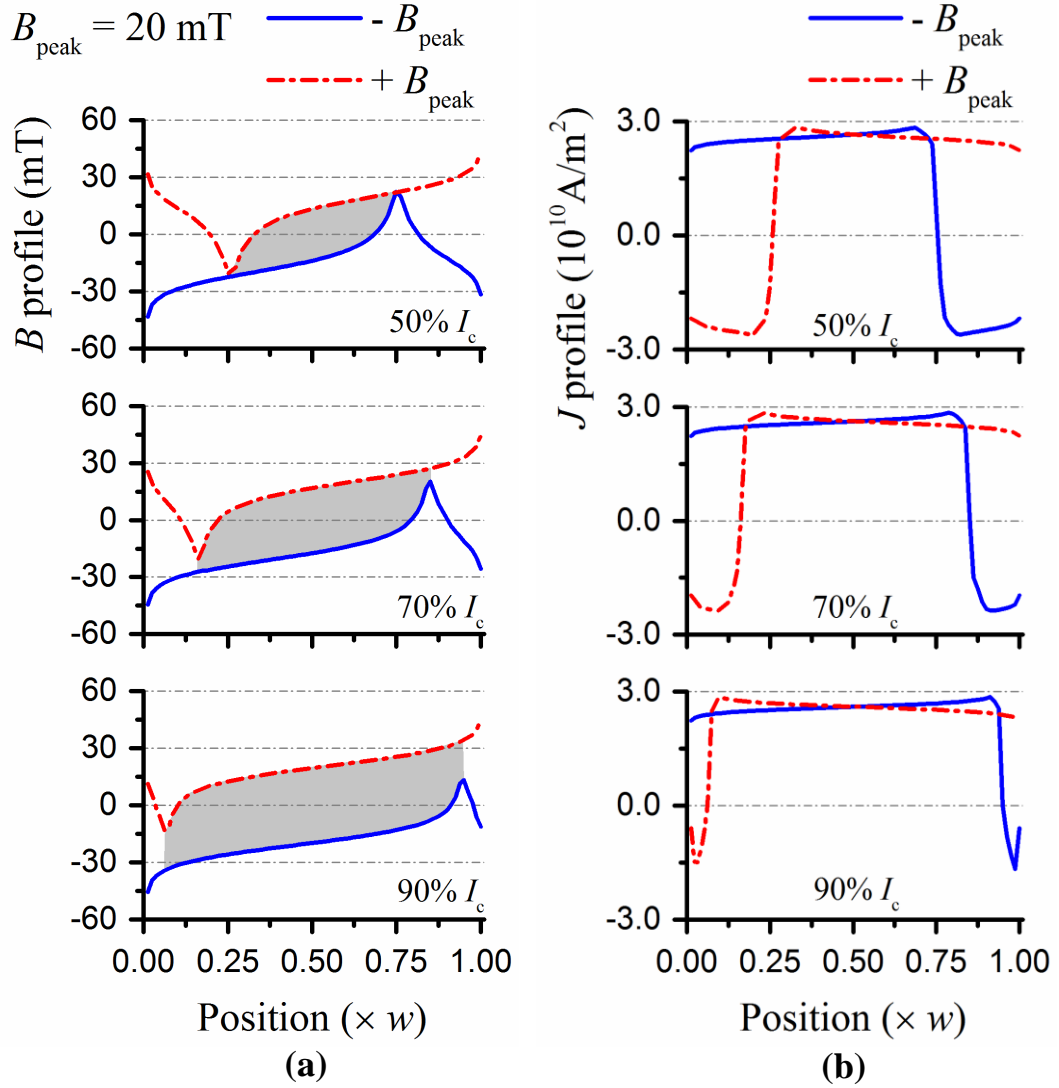 B_peak = 20 mT
- B_peak
+ B_peak
B profile (mT)
60
30
0
-30
-60
50% I_c
60
30
0
-30
-60
70% I_c
60
30
0
-30
-60
90% I_c
0.00 0.25 0.50 0.75 1.00
Position (× w)
(a)
- B_peak
+ B_peak
J profile (10^10 A/m^2)
3.0
0.0
-3.0
50% I_c
3.0
0.0
-3.0
70% I_c
3.0
0.0
-3.0
90% I_c
0.00 0.25 0.50 0.75 1.00
Position (× w)
(b)